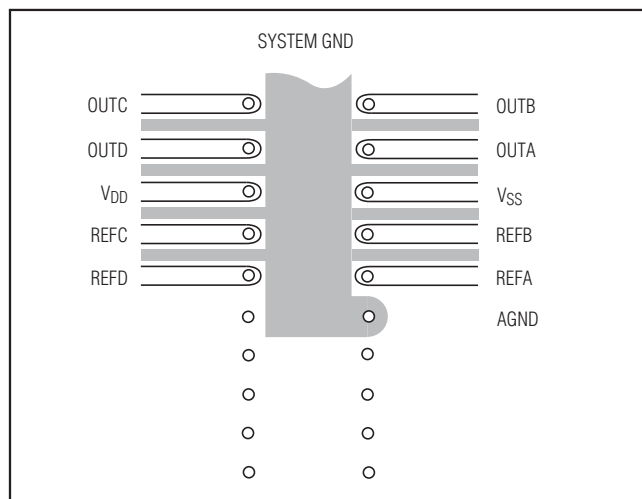 SYSTEM GND
OUTC OUTB
OUTD OUTA
VDD VSS
REFC REFB
REFD REFA
AGND